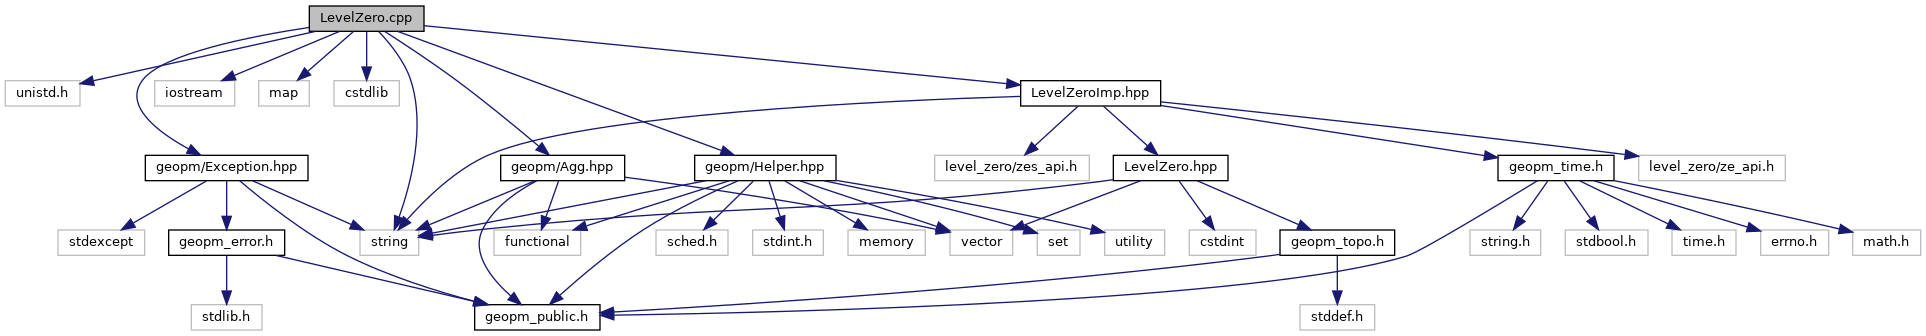 LevelZero.cpp
unistd.h
iostream
map
cstdlib
LevelZeroImp.hpp
geopm/Exception.hpp
geopm/Agg.hpp
geopm/Helper.hpp
level_zero/zes_api.h
LevelZero.hpp
geopm_time.h
level_zero/ze_api.h
stdexcept
geopm_error.h
string
functional
sched.h
stdint.h
memory
vector
set
utility
cstdint
geopm_topo.h
string.h
stdbool.h
time.h
errno.h
math.h
stdlib.h
geopm_public.h
stddef.h